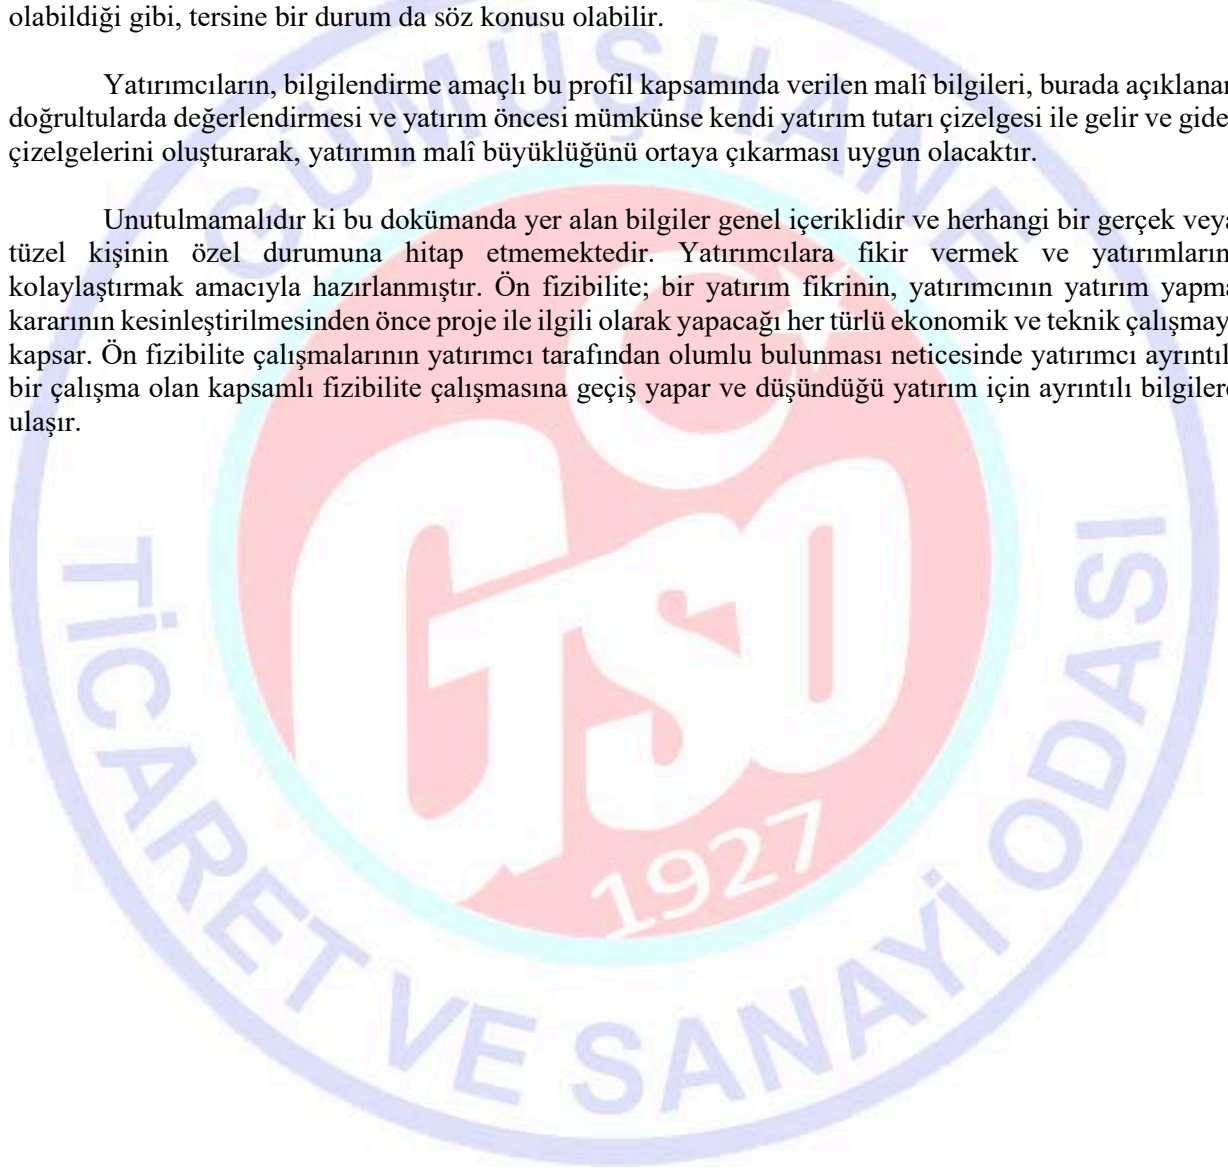 olabildiği gibi, tersine bir durum da söz konusu olabilir.
Yatırımcıların, bilgilendirme amaçlı bu profil kapsamında verilen malî bilgileri, burada açıklanan
doğrultularda değerlendirmesi ve yatırım öncesi mümkünse kendi yatırım tutarı çizelgesi ile gelir ve gide
çizelgelerini oluşturarak, yatırımın malî büyüklüğünü ortaya çıkarması uygun olacaktır.
Unutulmamalıdır ki bu dokümanda yer alan bilgiler genel içeriklidir ve herhangi bir gerçek veya
tüzel kişinin özel durumuna hitap etmemektedir. Yatırımcılara fikir vermek ve yatırımların
kolaylaştırmak amacıyla hazırlanmıştır. Ön fizibilite; bir yatırım fikrinin, yatırımcının yatırım yapma
kararının kesinleştirilmesinden önce proje ile ilgili olarak yapacağı her türlü ekonomik ve teknik çalışmay
kapsar. Ön fizibilite çalışmalarının yatırımcı tarafından olumlu bulunması neticesinde yatırımcı ayrıntıl
bir çalışma olan kapsamlı fizibilite çalışmasına geçiş yapar ve düşündüğü yatırım için ayrıntılı bilgilere
ulaşır.
GÜMÜŞHANE
TİCARET VE SANAYİ ODASI
GTSO
1927